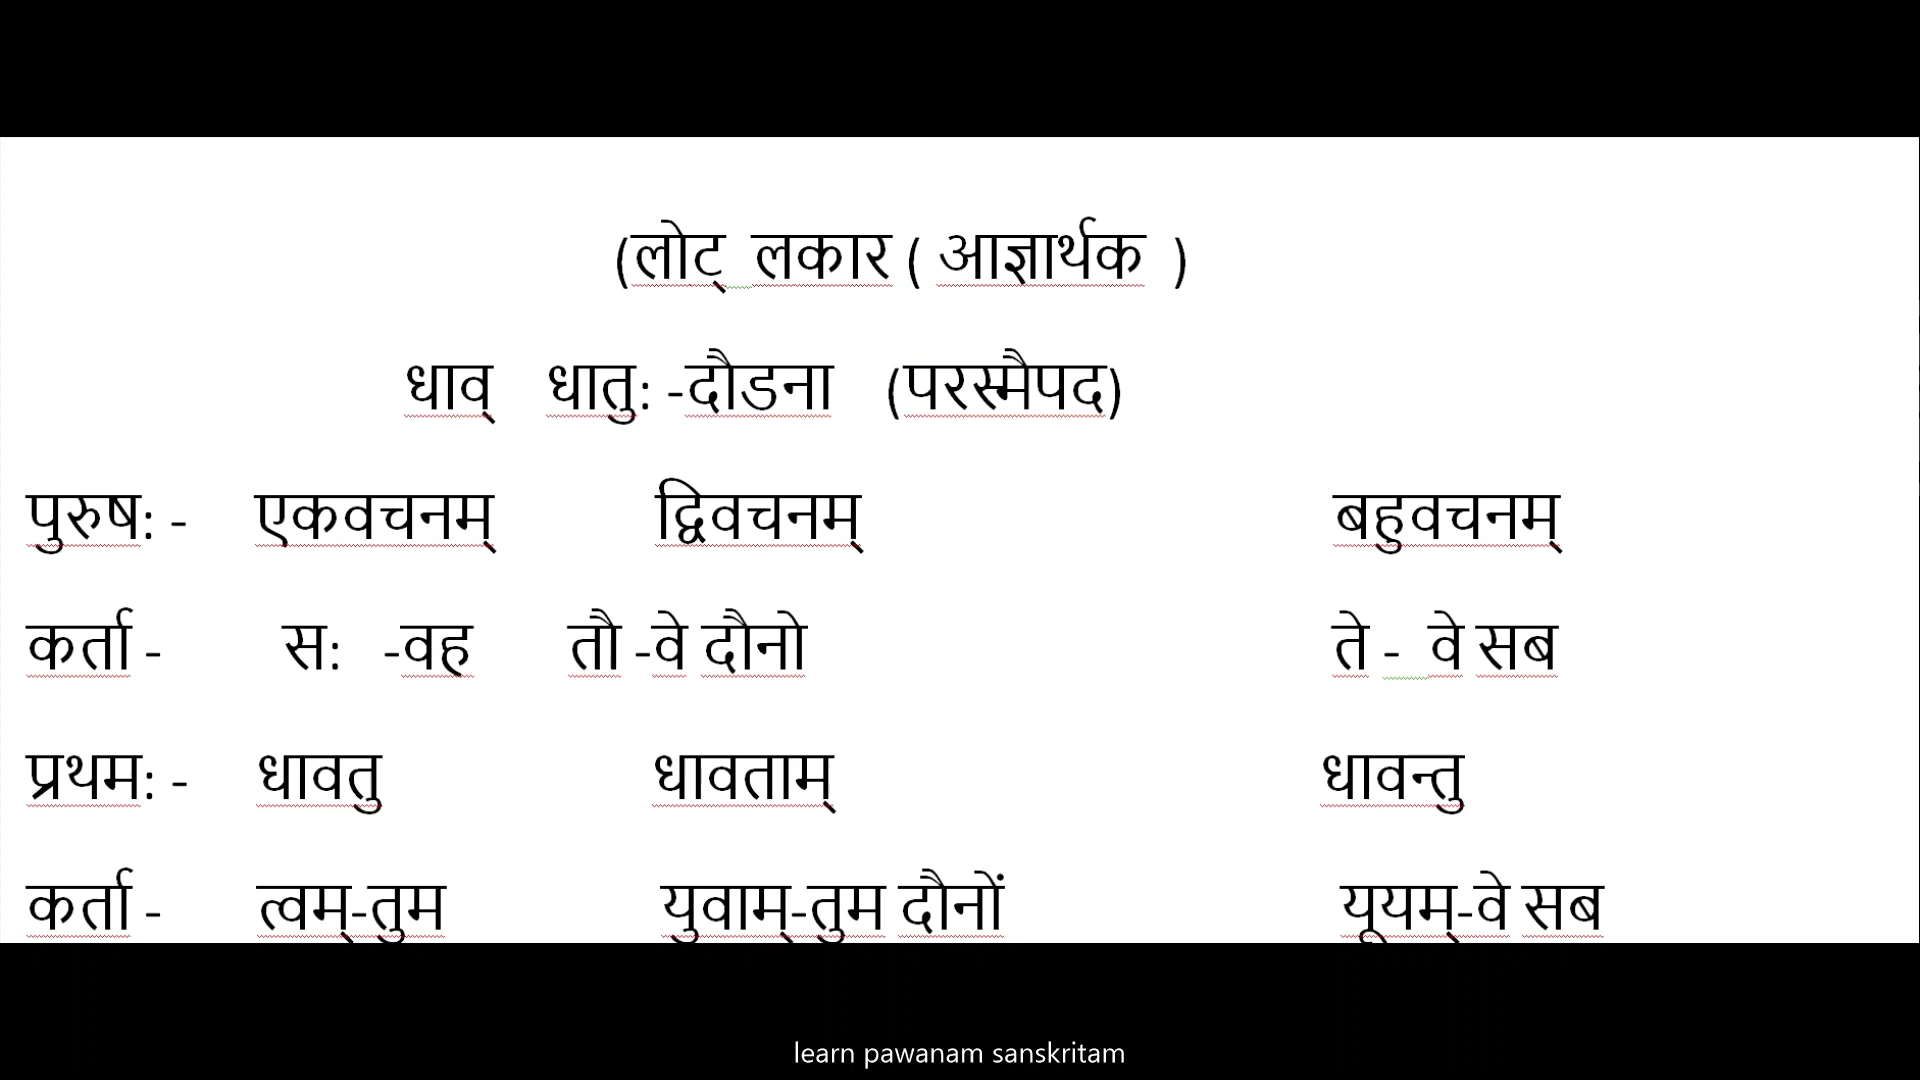 (लोट् लकार ( आज्ञार्थक )
धाव् धातु: -दौडना (परस्मैपद)
पुरुष: - एकवचनम् द्विवचनम् बहुवचनम्
कर्ता - स: -वह तौ -वे दौनो ते - वे सब
प्रथम: - धावतु धावताम् धावन्तु
कर्ता - त्वम्-तुम युवाम्-तुम दौनों यूयम्-वे सब
learn pawanam sanskritam